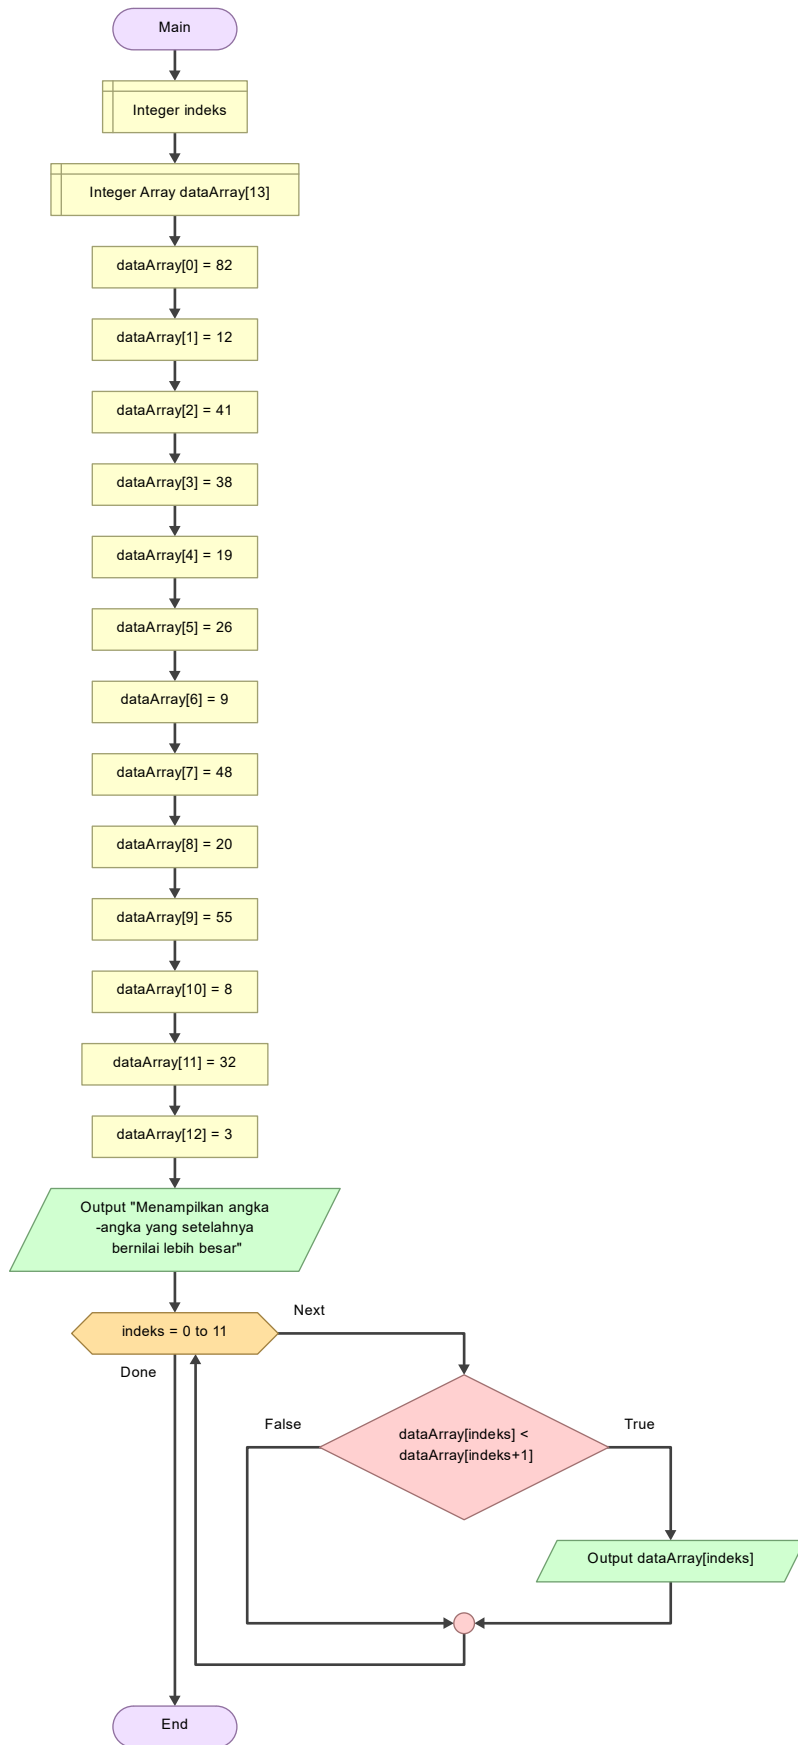 Main
Integer indeks
Integer Array dataArray[13]
dataArray[0] = 82
dataArray[1] = 12
dataArray[2] = 41
dataArray[3] = 38
dataArray[4] = 19
dataArray[5] = 26
dataArray[6] = 9
dataArray[7] = 48
dataArray[8] = 20
dataArray[9] = 55
dataArray[10] = 8
dataArray[11] = 32
dataArray[12] = 3
Output "Menampilkan angka
-angka yang setelahnya
bernilai lebih besar"
Next
indeks = 0 to 11
Done
False
True
dataArray[indeks] <
dataArray[indeks+1]
Output dataArray[indeks]
End